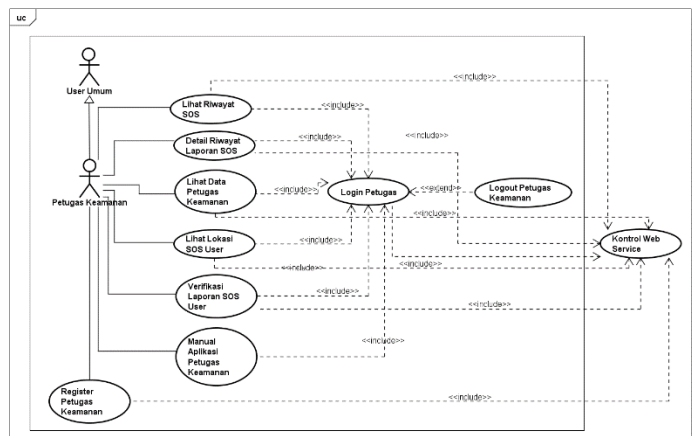 uc
User Umum
<<include>>
Lihat Riwayat
SOS
<<include>>
Detail Riwayat
Laporan SOS
<<include>>
<<include>>
Petugas Keamanan
Lihat Data
Petugas
Keamanan
<<include>>
Login Petugas
<<extend>>
Logout Petugas
Keamanan
<<include>>
Lihat Lokasi
SOS User
<<include>>
Kontrol Web
Service
<<include>>
<<include>>
Verifikasi
Laporan SOS
User
<<include>>
<<include>>
Manual
Aplikasi
Petugas
Keamanan
<<include>>
Register
Petugas
Keamanan
<<include>>